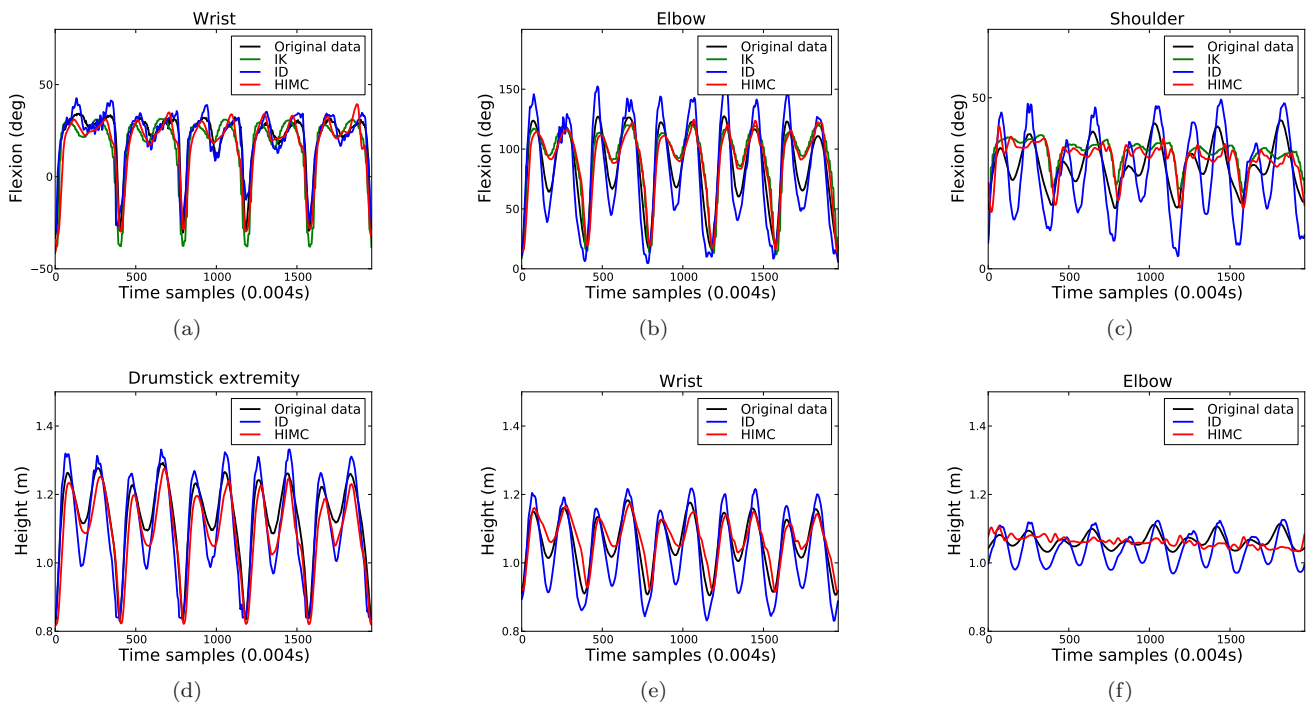 Wrist
50
0
−50
Flexion (deg)
Original data
IK
ID
HIMC
0
500
1000
1500
Time samples (0.004s)
(a)
Elbow
150
100
50
0
Flexion (deg)
Original data
IK
ID
HIMC
0
500
1000
1500
Time samples (0.004s)
(b)
Shoulder
50
0
Flexion (deg)
Original data
IK
ID
HIMC
0
500
1000
1500
Time samples (0.004s)
(c)
Drumstick extremity
1.4
1.2
1.0
0.8
Height (m)
Original data
ID
HIMC
0
500
1000
1500
Time samples (0.004s)
(d)
Wrist
1.4
1.2
1.0
0.8
Height (m)
Original data
ID
HIMC
0
500
1000
1500
Time samples (0.004s)
(e)
Elbow
1.4
1.2
1.0
0.8
Height (m)
Original data
ID
HIMC
0
500
1000
1500
Time samples (0.004s)
(f)